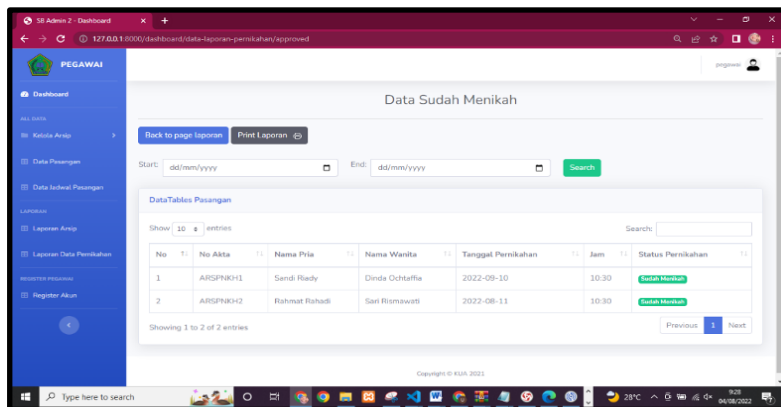 SB Admin 2 - Dashboard
127.0.0.1:8000/dashboard/data-laporan-pernikahan/approved
PEGAWAI
pegawai
Dashboard
ALL DATA
Kelola Arsip
Data Pasangan
Data Jadwal Pasangan
LAPORAN
Laporan Arsip
Laporan Data Pernikahan
REGISTER PEGAWAI
Register Akun
Data Sudah Menikah
Back to page laporan Print Laporan
Start: dd/mm/yyyy End: dd/mm/yyyy Search
DataTables Pasangan
Show 10 entries Search:
No No Akta Nama Pria Nama Wanita Tanggal Pernikahan Jam Status Pernikahan
1 ARSPNKH1 Sandi Riady Dinda Ochtaffia 2022-09-10 10:30 Sudah Menikah
2 ARSPNKH2 Rahmat Rahadi Sari Rismawati 2022-08-11 10:30 Sudah Menikah
Showing 1 to 2 of 2 entries Previous 1 Next
Copyright © KUA 2021
Type here to search 28°C 9:28
04/08/2022